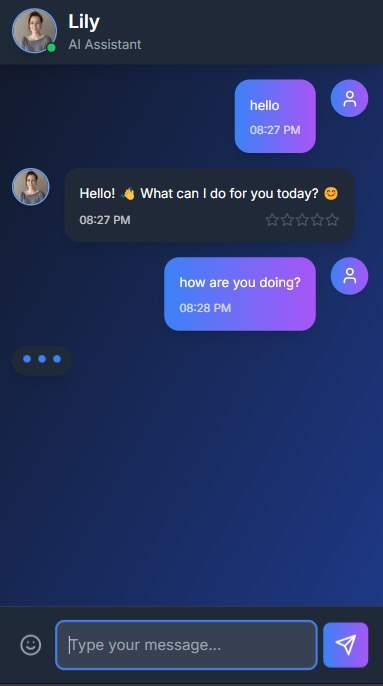 Lily
AI Assistant
hello
08:27 PM
Hello! 👋 What can I do for you today? 😊
08:27 PM
how are you doing?
08:28 PM
Type your message...